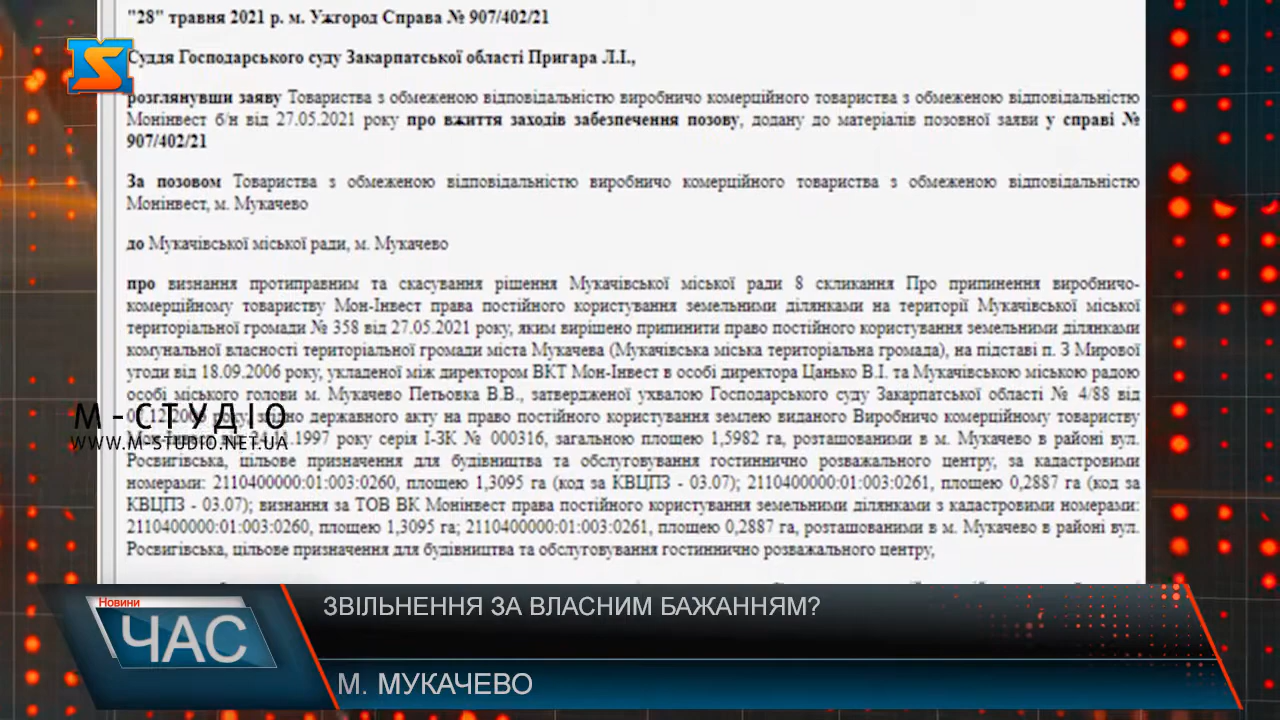 "28" травня 2021 р. м. Ужгород Справа № 907/402/21
Суддя Господарського суду Закарпатської області Пригара Л.І.,
розглянувши заяву Товариства з обмеженою відповідальністю виробничо комерційного товариства з обмеженою відповідальністю
Монінвест б/н від 27.05.2021 року про вжиття заходів забезпечення позову, додану до матеріалів позовної заяви у справі №
907/402/21
За позовом Товариства з обмеженою відповідальністю виробничо комерційного товариства з обмеженою відповідальністю
Монінвест, м. Мукачево
до Мукачівської міської ради, м. Мукачево
про визнання протиправним та скасування рішення Мукачівської міської ради 8 скликання Про припинення виробничо-
комерційному товариству Мон-Інвест права постійного користування земельними ділянками на території Мукачівської міської
територіальної громади № 358 від 27.05.2021 року, яким вирішено припинити право постійного користування земельними ділянками
комунальної власності територіальної громади міста Мукачева (Мукачівська міська територіальна громада), на підставі п. 3 Мирової
угоди від 18.09.2006 року, укладеної між директором ВКТ Мон-Інвест в особі директора Цанько В.І. та Мукачівською міською радою
особі міського голови м. Мукачево Петьовка В.В., затвердженої ухвалою Господарського суду Закарпатської області № 4/88 від
державного акту на право постійного користування землею виданого Виробничо комерційному товариству
.1997 року серія І-ЗК № 000316, загальною площею 1,5982 га, розташованими в м. Мукачево в районі вул.
Росвигівська, цільове призначення для будівництва та обслуговування гостиннично розважального центру, за кадастровими
номерами: 2110400000:01:003:0260, площею 1,3095 га (код за КВЦПЗ - 03.07); 2110400000:01:003:0261, площею 0,2887 га (код за
КВЦПЗ - 03.07); визнання за ТОВ ВК Монінвест права постійного користування земельними ділянками з кадастровими номерами:
2110400000:01:003:0260, площею 1,3095 га; 2110400000:01:003:0261, площею 0,2887 га, розташованими в м. Мукачево в районі вул.
Росвигівська, цільове призначення для будівництва та обслуговування гостиннично розважального центру,
М-СТУДІО
WWW.M-STUDIO.NET.UA
Новини
ЧАС
ЗВІЛЬНЕННЯ ЗА ВЛАСНИМ БАЖАННЯМ?
М. МУКАЧЕВО